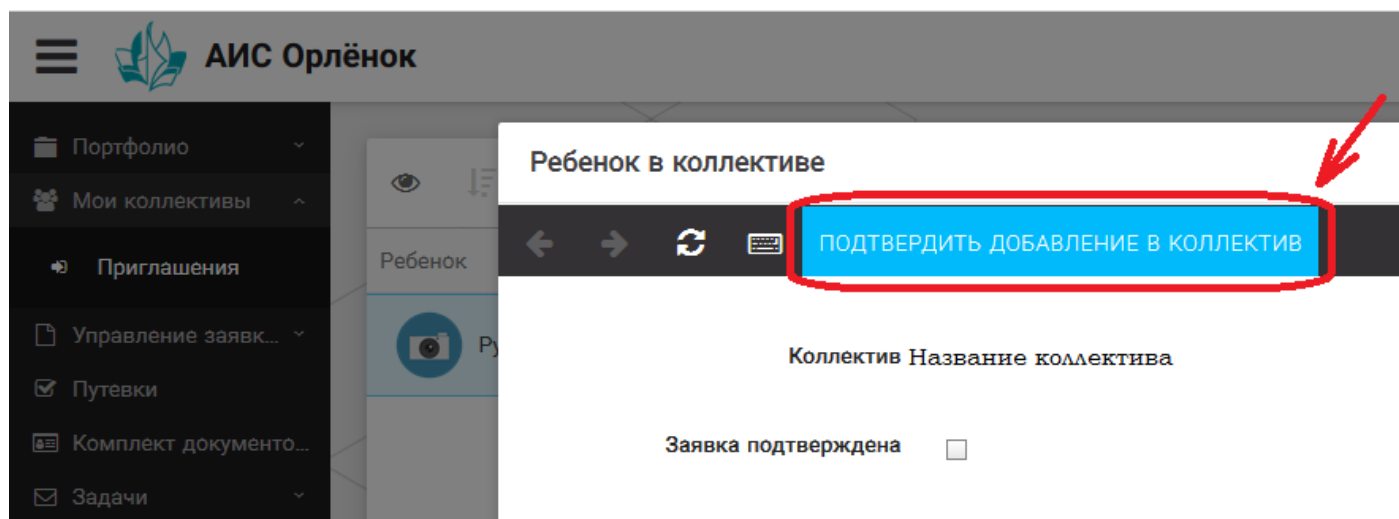 АИС Орлёнок
Портфолио
Мои коллективы
Приглашения
Управление заявк...
Путевки
Комплект документо...
Задачи
Ребенок
Ру
Ребенок в коллективе
ПОДТВЕРДИТЬ ДОБАВЛЕНИЕ В КОЛЛЕКТИВ
Коллектив Название коллектива
Заявка подтверждена